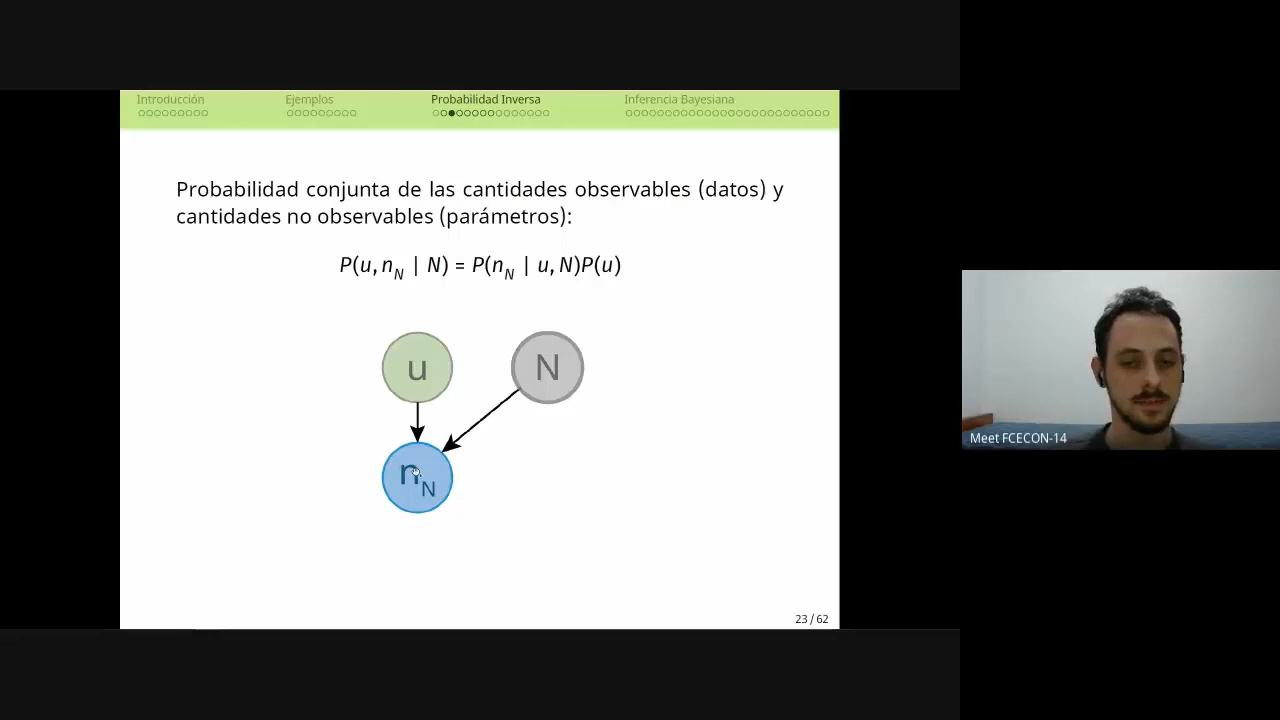 Introducción Ejemplos Probabilidad Inversa Inferencia Bayesiana
Probabilidad conjunta de las cantidades observables (datos) y
cantidades no observables (parámetros):
P(u, n_N | N) = P(n_N | u, N)P(u)
u N
n_N
23 / 62
Meet FCECON-14